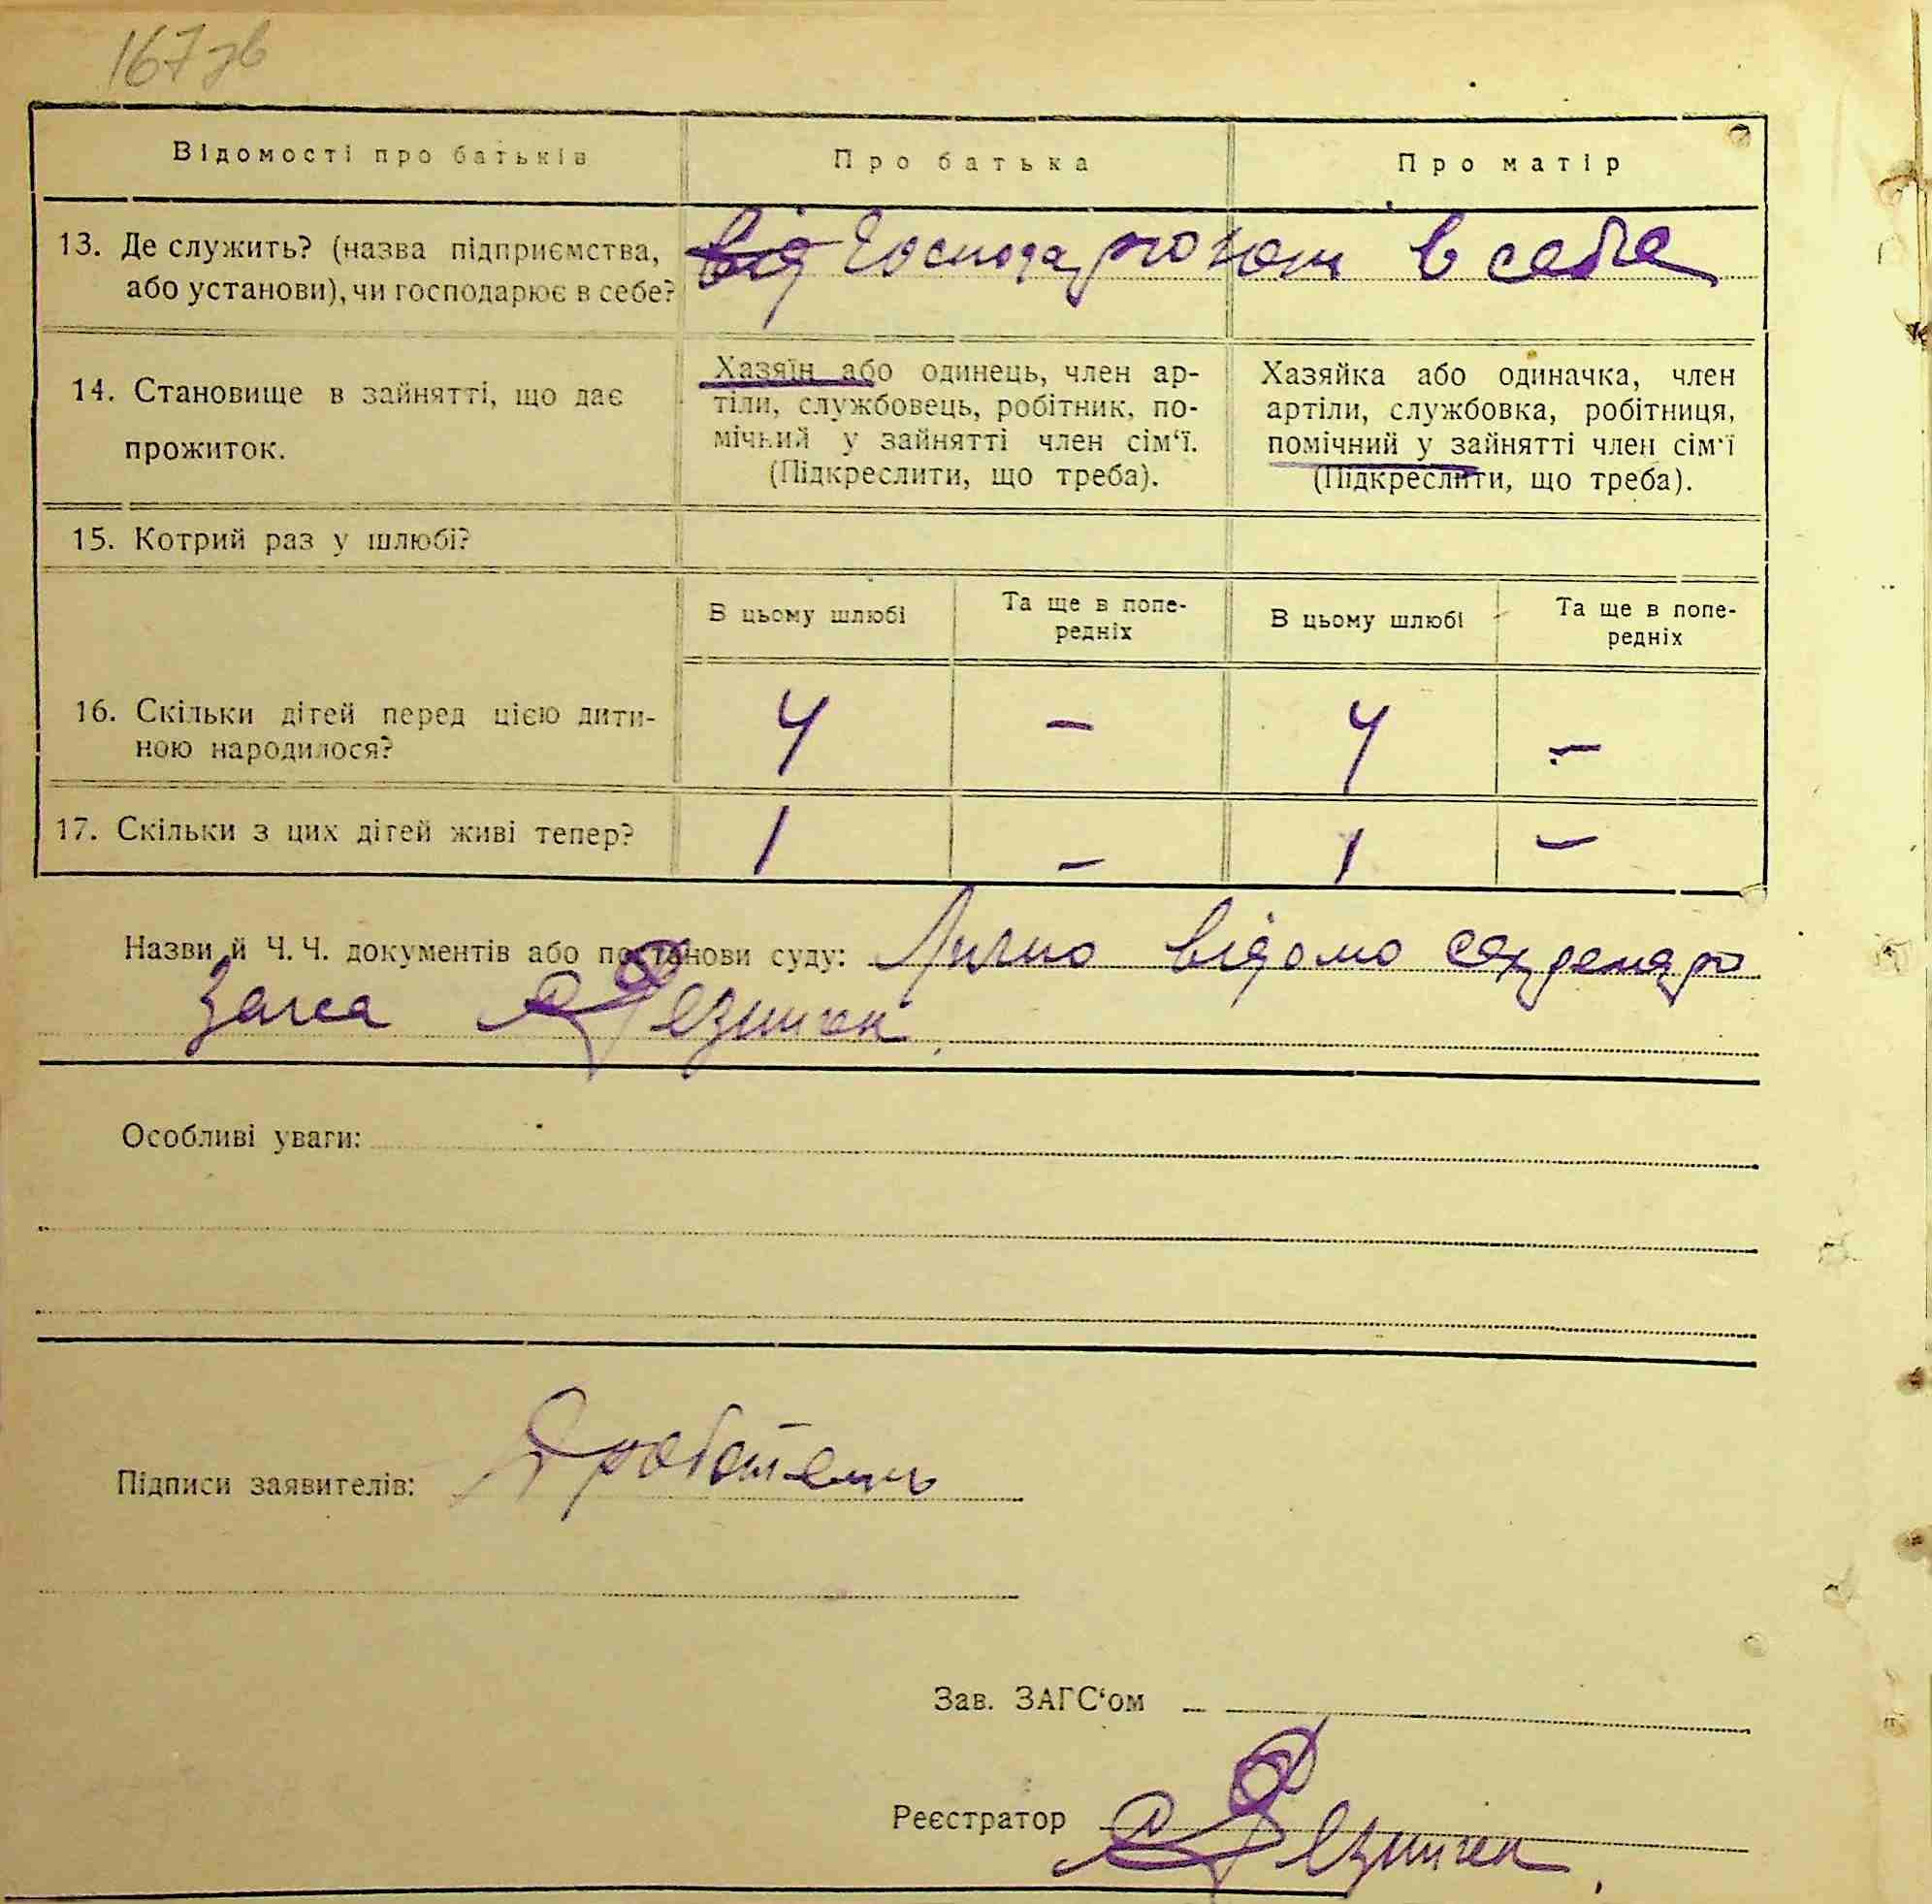 167 зв
Відомості про батьків Про батька Про матір
13. Де служить? (назва підприємства, або установи), чи господарює в себе?
від Господарюють в себе
14. Становище в зайнятті, що дає
прожиток.
Хазяїн або одинець, член ар-
тіли, службовець, робітник, по-
мічний у зайнятті член сім‘ї.
(Підкреслити, що треба).
Хазяйка або одиначка, член
артіли, службовка, робітниця,
помічний у зайнятті член сім‘ї
(Підкреслити, що треба).
15. Котрий раз у шлюбі?
В цьому шлюбі
Та ще в попе-
редніх
В цьому шлюбі
Та ще в попе-
редніх
16. Скільки дітей перед цією дити-
ною народилося?
4 – 4 –
17. Скільки з цих дітей живі тепер? 1 – 1 –
Назви й Ч. Ч. документів або постанови суду: Лично відомо
Загса
Особливі уваги:
Підписи заявителів:
Зав. ЗАГС‘ом
Реєстратор